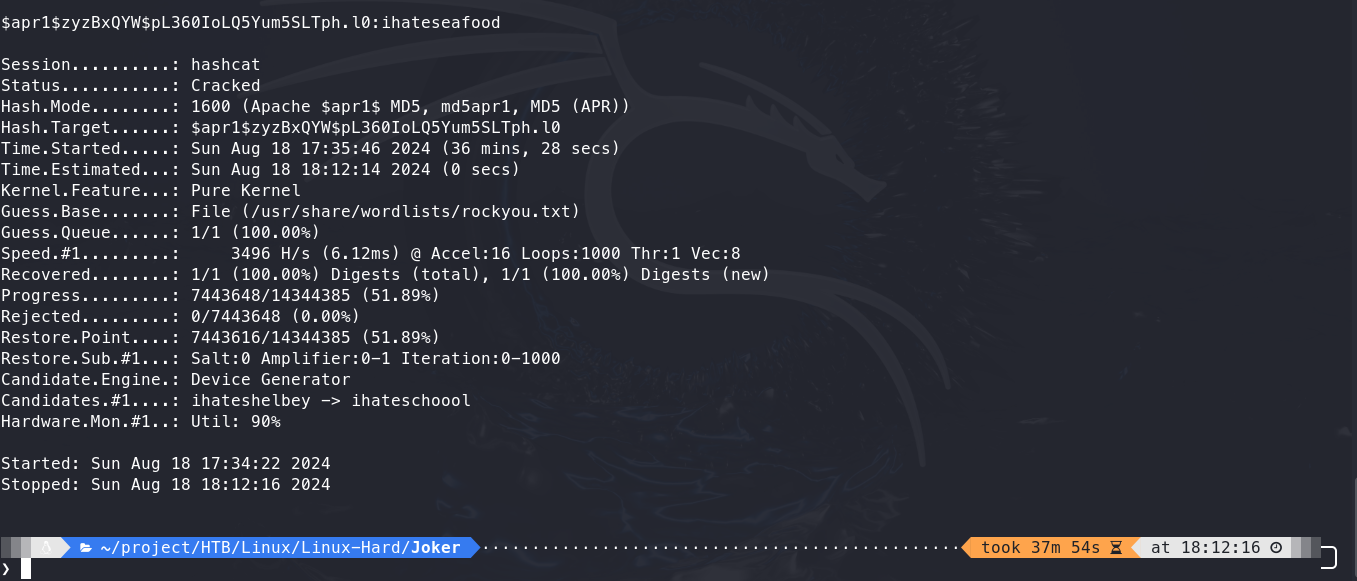 $apr1$zyzBxQYW$pL360IoLQ5Yum5SLTph.l0:ihateseafood
Session..........: hashcat
Status...........: Cracked
Hash.Mode........: 1600 (Apache $apr1$ MD5, md5apr1, MD5 (APR))
Hash.Target......: $apr1$zyzBxQYW$pL360IoLQ5Yum5SLTph.l0
Time.Started.....: Sun Aug 18 17:35:46 2024 (36 mins, 28 secs)
Time.Estimated...: Sun Aug 18 18:12:14 2024 (0 secs)
Kernel.Feature...: Pure Kernel
Guess.Base.......: File (/usr/share/wordlists/rockyou.txt)
Guess.Queue......: 1/1 (100.00%)
Speed.#1.........:     3496 H/s (6.12ms) @ Accel:16 Loops:1000 Thr:1 Vec:8
Recovered........: 1/1 (100.00%) Digests (total), 1/1 (100.00%) Digests (new)
Progress.........: 7443648/14344385 (51.89%)
Rejected.........: 0/7443648 (0.00%)
Restore.Point....: 7443616/14344385 (51.89%)
Restore.Sub.#1...: Salt:0 Amplifier:0-1 Iteration:0-1000
Candidate.Engine.: Device Generator
Candidates.#1....: ihateshelbey -> ihateschoool
Hardware.Mon.#1..: Util: 90%
Started: Sun Aug 18 17:34:22 2024
Stopped: Sun Aug 18 18:12:16 2024
~/project/HTB/Linux/Linux-Hard/Joker took 37m 54s at 18:12:16
❯